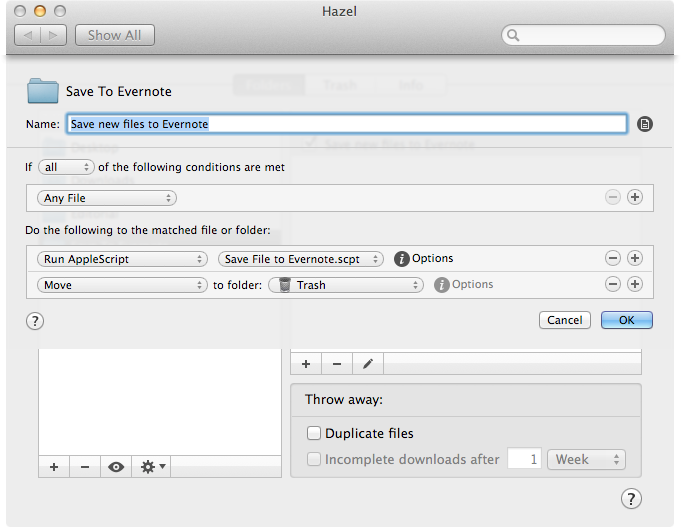 Hazel
Show All
Save To Evernote
Name: Save new files to Evernote
If all of the following conditions are met
Any File
Do the following to the matched file or folder:
Run AppleScript Save File to Evernote.scpt i Options
Move to folder: Trash i Options
? Cancel OK
Throw away:
Duplicate files
Incomplete downloads after 1 Week
?